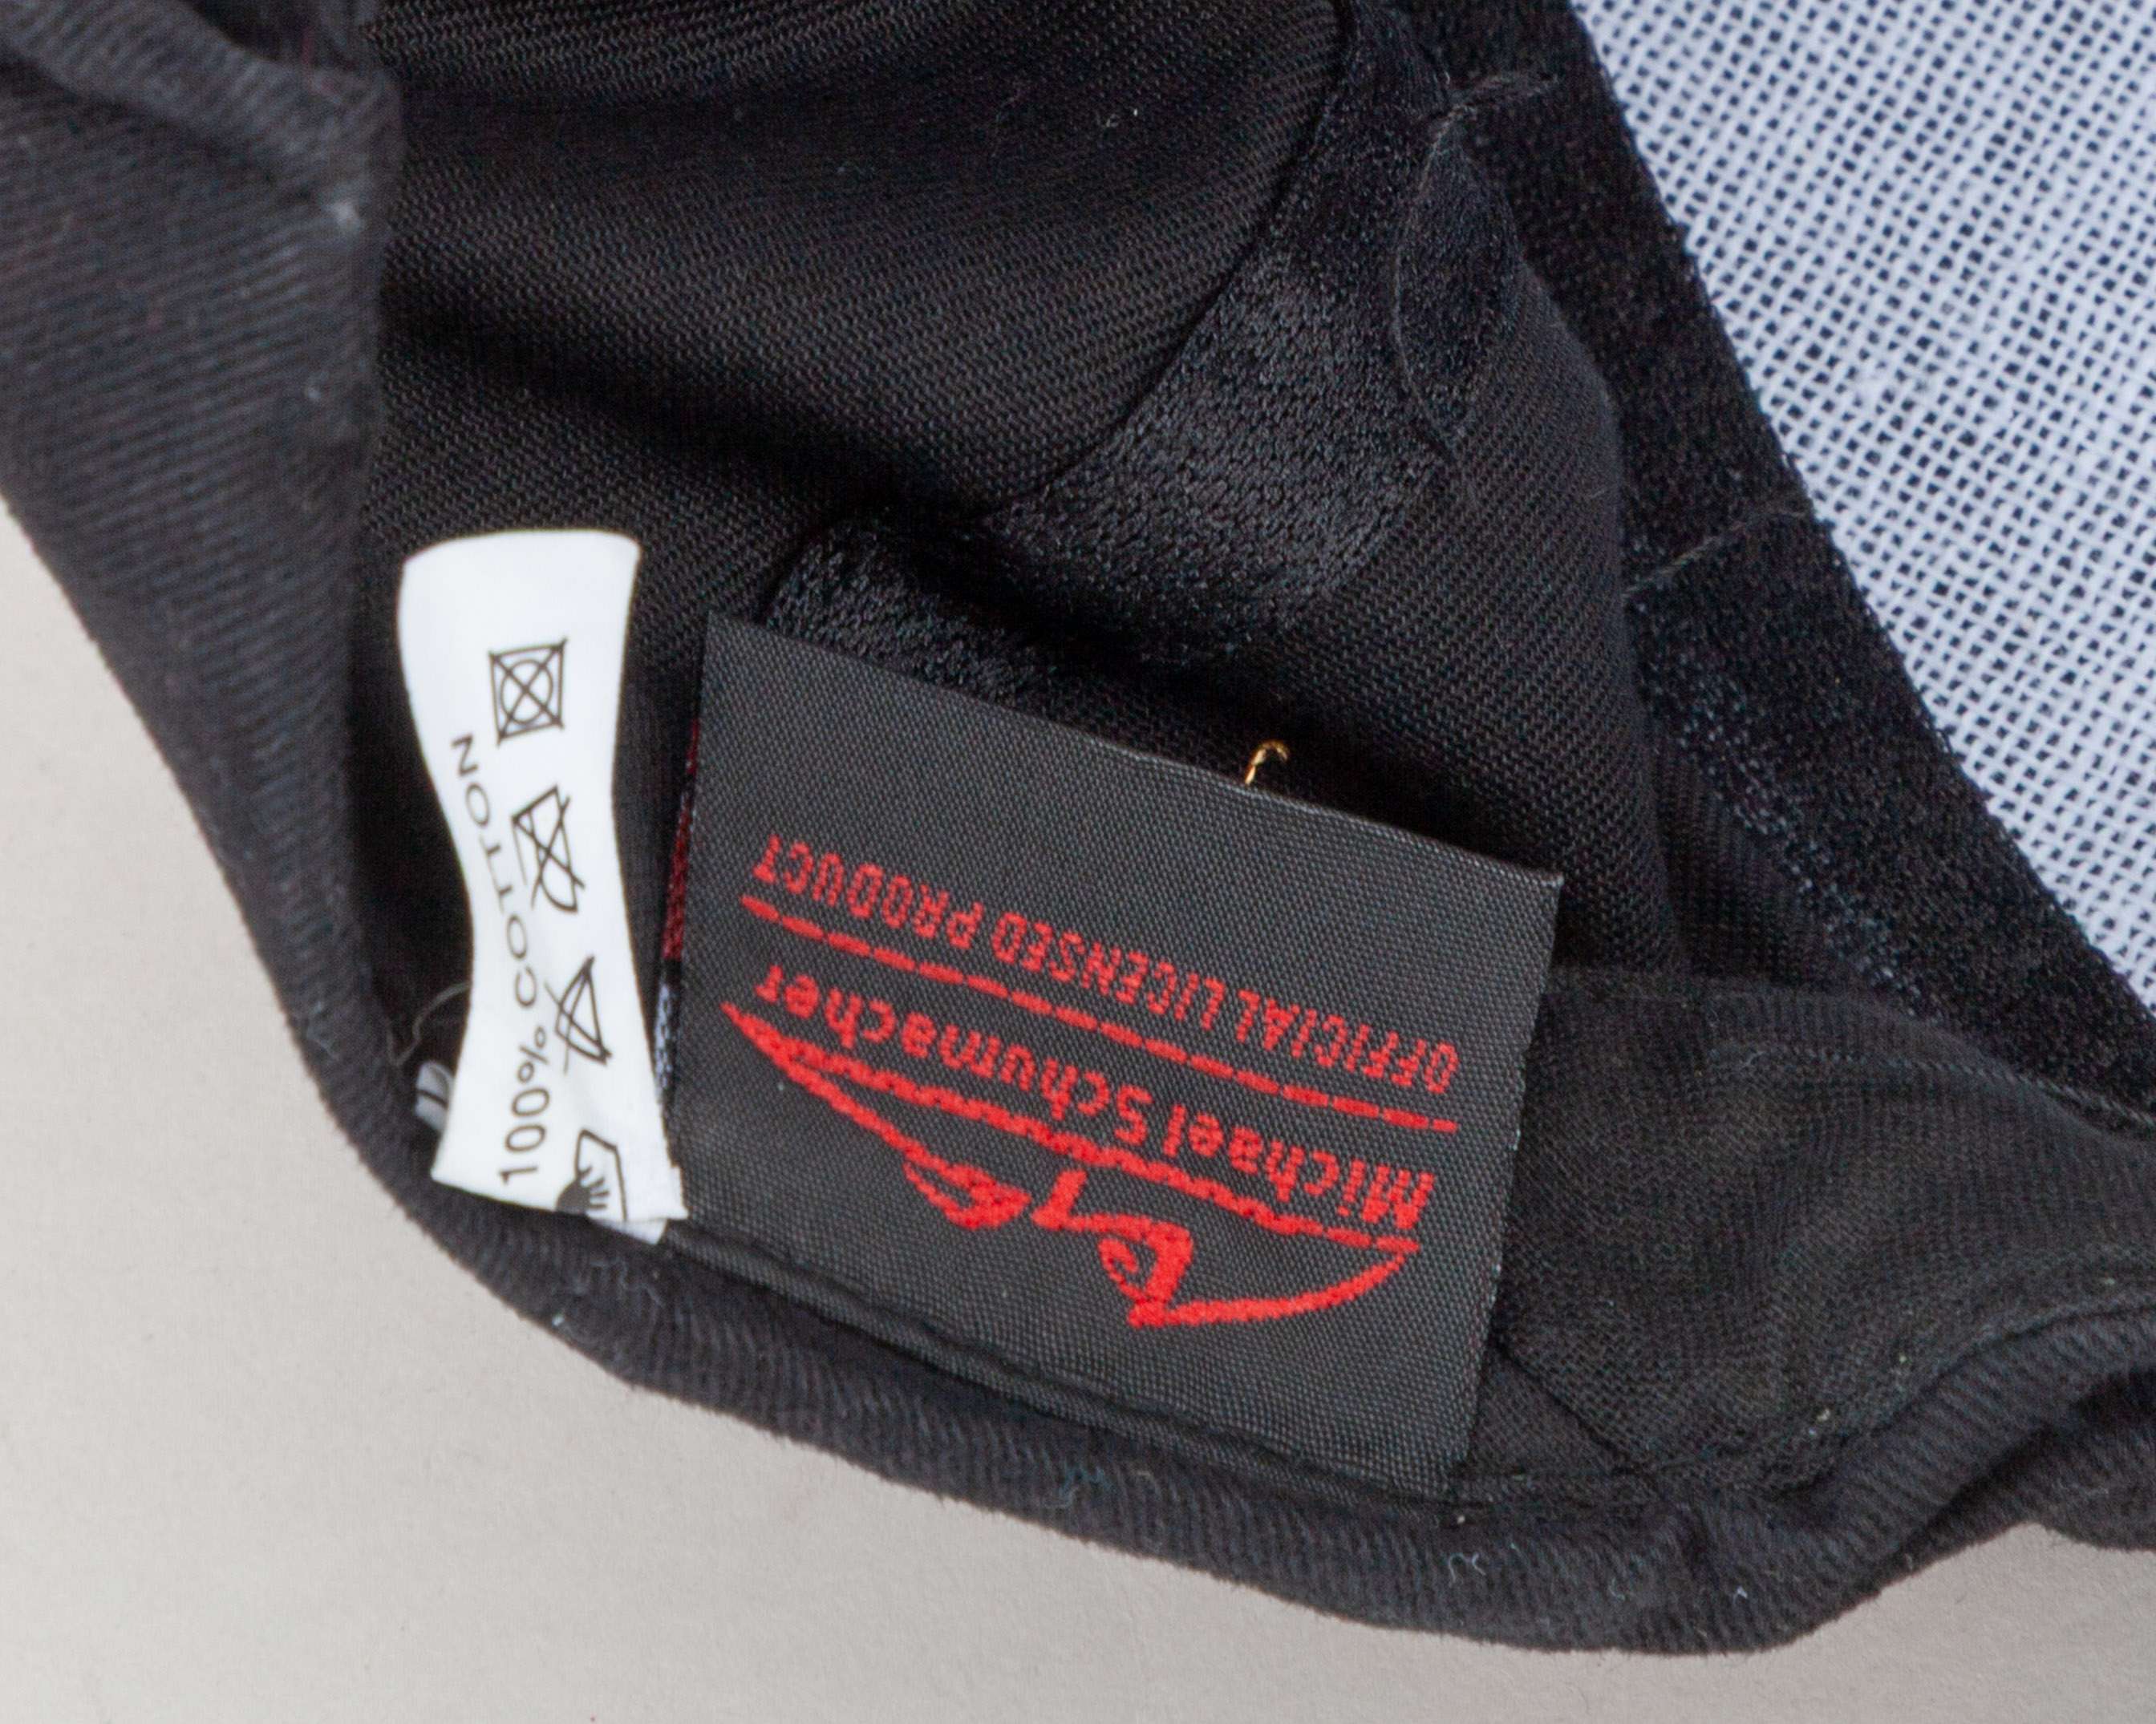 Michael Schumacher
OFFICIAL LICENSED PRODUCT
100% COTTON